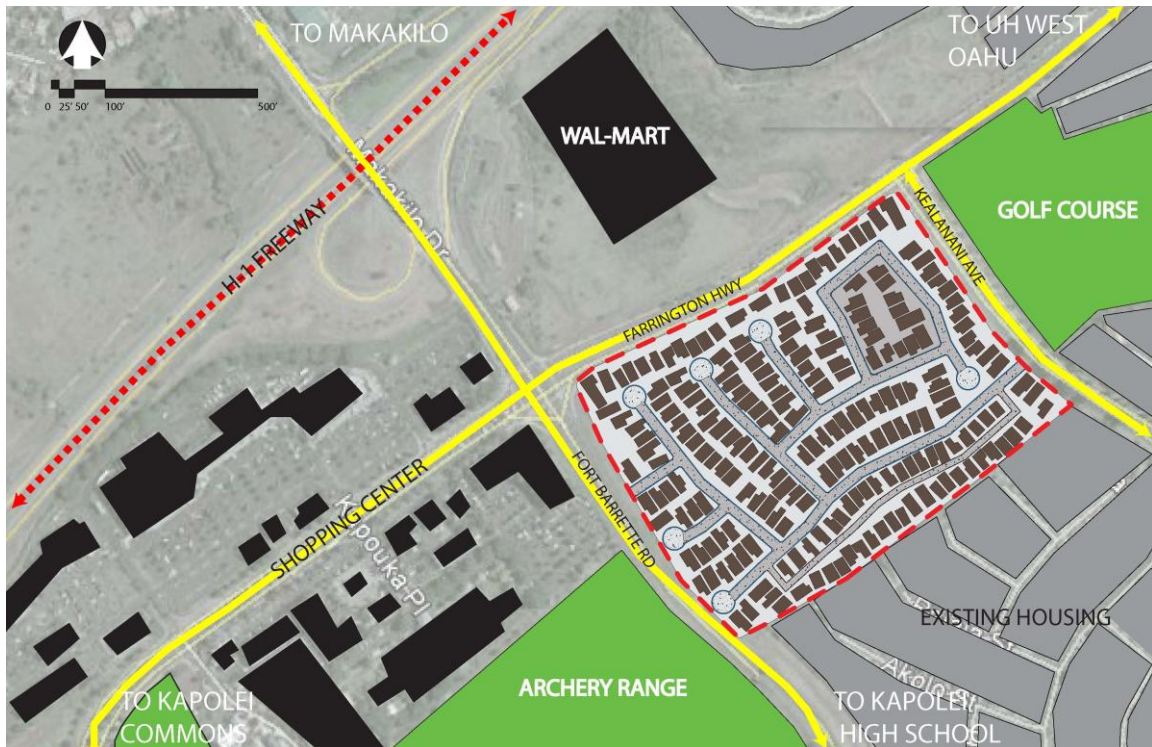 TO MAKAKILO
TO UH WEST
OAHU
0 25' 50' 100' 500'
WAL-MART
Makakilo Dr
GOLF COURSE
KEALANANI AVE
H-1 FREEWAY
FARRINGTON HWY
SHOPPING CENTER
FORT BARRETTE RD
Kapouka Pl
EXISTING HOUSING
ARCHERY RANGE
Akolo
TO KAPOLEI
COMMONS
TO KAPOLEI
HIGH SCHOOL